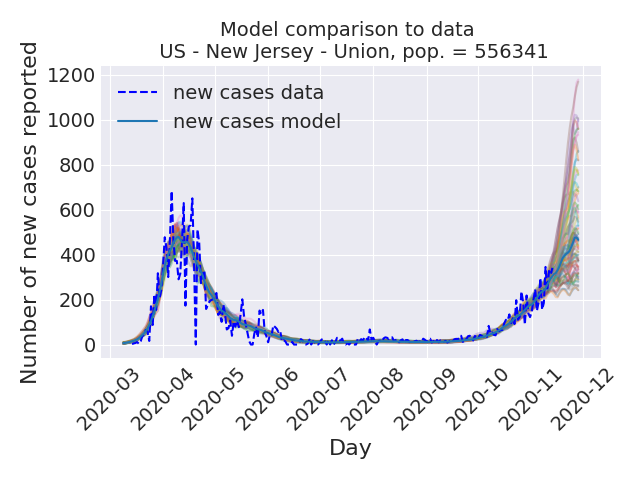 Model comparison to data
US - New Jersey - Union, pop. = 556341
Number of new cases reported
1200
1000
800
600
400
200
0
new cases data
new cases model
2020-03
2020-04
2020-05
2020-06
2020-07
2020-08
2020-09
2020-10
2020-11
2020-12
Day